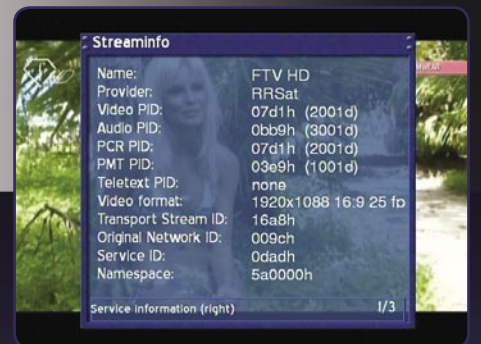 Streaminfo
Name: FTV HD
Provider: RRSat
Video PID: 07d1h (2001d)
Audio PID: 0bb9h (3001d)
PCR PID: 07d1h (2001d)
PMT PID: 03e9h (1001d)
Teletext PID: none
Video format: 1920x1088 16:9 25 fp
Transport Stream ID: 16a8h
Original Network ID: 009ch
Service ID: 0dadh
Namespace: 5a0000h
Service information (right) 1/3